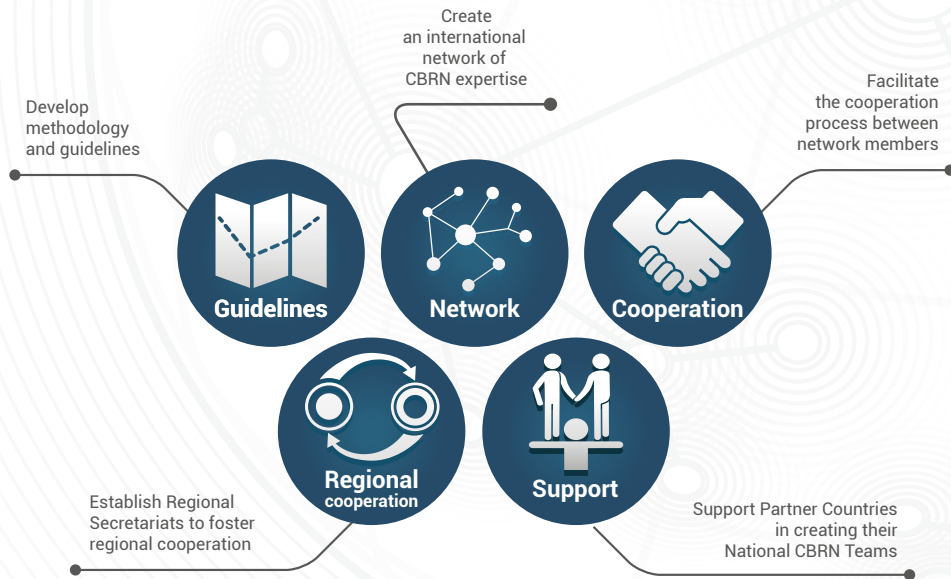 Create
an international
network of
CBRN expertise
Develop
methodology
and guidelines
Facilitate
the cooperation
process between
network members
Guidelines
Network
Cooperation
Regional
cooperation
Support
Establish Regional
Secretariats to foster
regional cooperation
Support Partner Countries
in creating their
National CBRN Teams